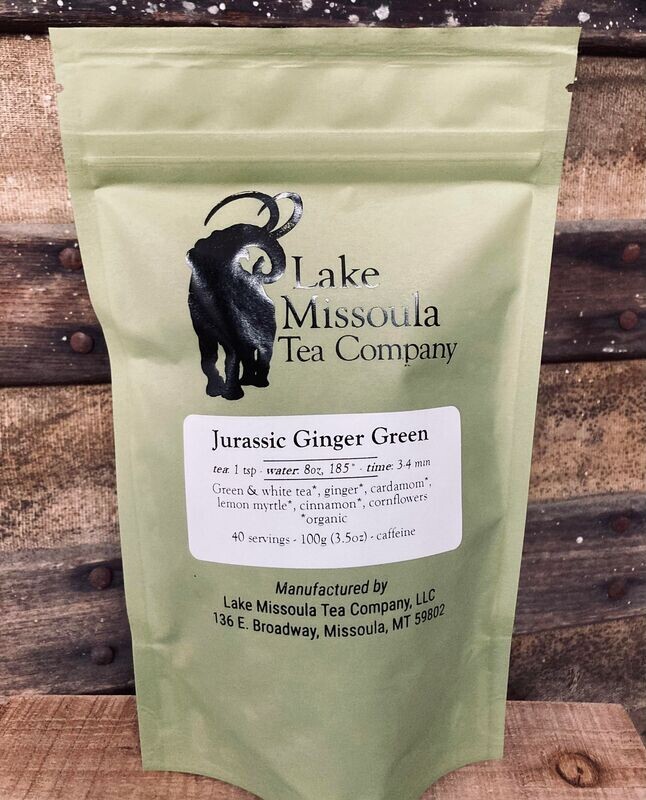 Lake
Missoula
Tea Company
Jurassic Ginger Green
tea: 1 tsp · water: 8oz, 185° · time: 3-4 min
Green & white tea*, ginger*, cardamom*,
lemon myrtle*, cinnamon*, cornflowers
*organic
40 servings - 100g (3.5oz) - caffeine
Manufactured by
Lake Missoula Tea Company, LLC
136 E. Broadway, Missoula, MT 59802